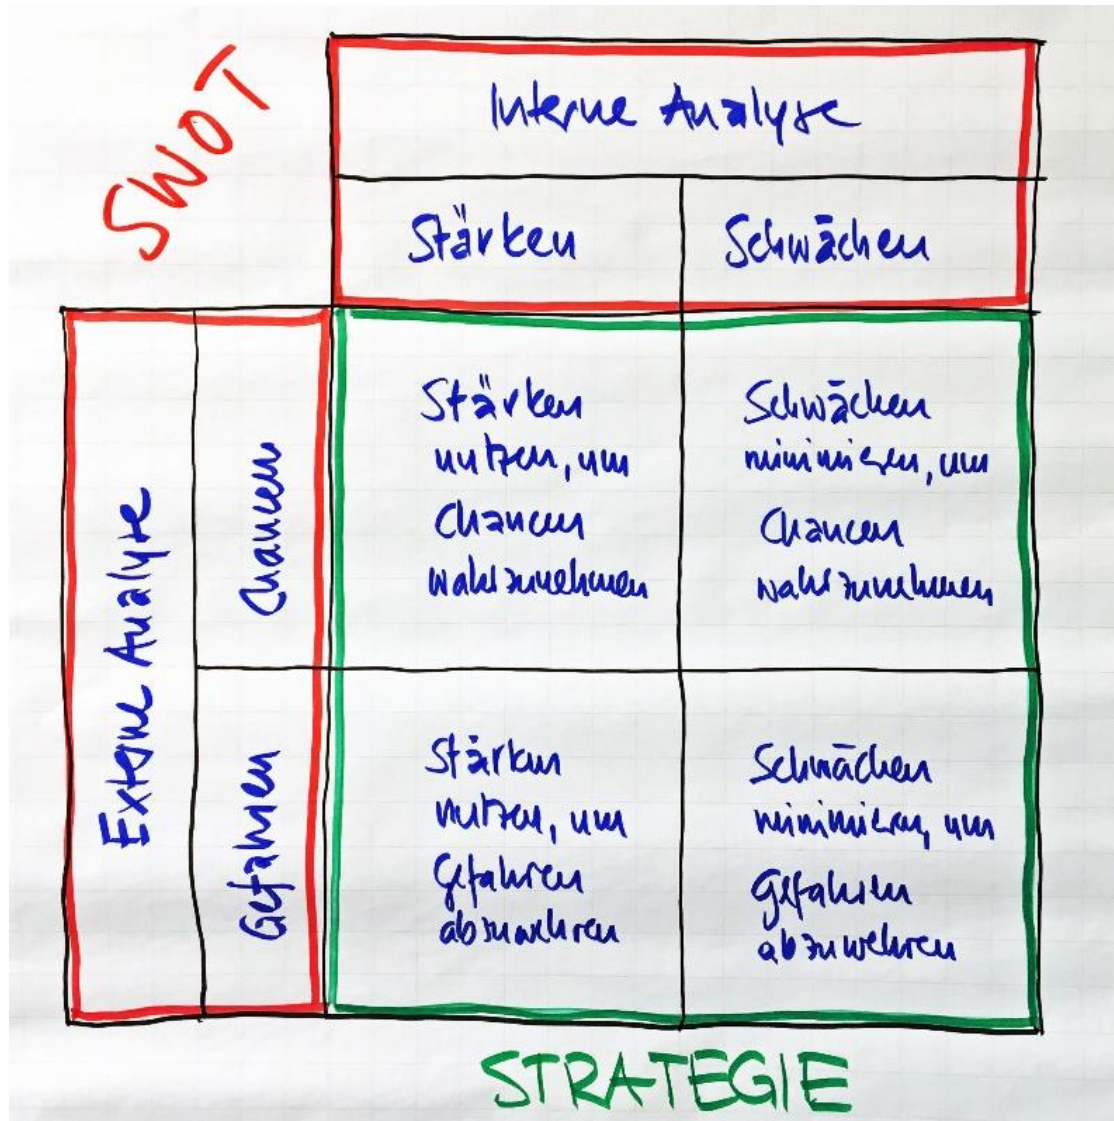 SWOT
Interne Analyse
Stärken
Schwächen
Externe Analyse
Chancen
Gefahren
Stärken
nutzen, um
Chancen
wahrzunehmen
Schwächen
minimieren, um
Chancen
wahrzunehmen
Stärken
nutzen, um
Gefahren
abzuwehren
Schwächen
minimieren, um
Gefahren
abzuwehren
STRATEGIE